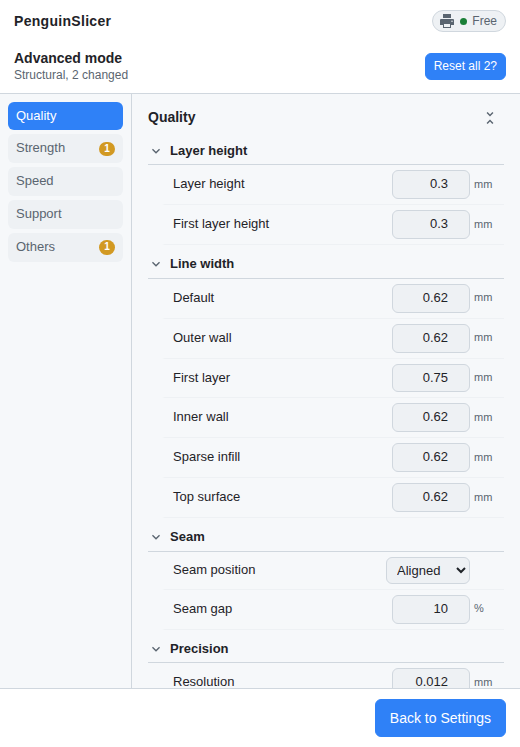 PenguinSlicer
Free
Advanced mode
Structural, 2 changed
Reset all 2?
Quality
Strength 1
Speed
Support
Others 1
Quality
Layer height
Layer height 0.3 mm
First layer height 0.3 mm
Line width
Default 0.62 mm
Outer wall 0.62 mm
First layer 0.75 mm
Inner wall 0.62 mm
Sparse infill 0.62 mm
Top surface 0.62 mm
Seam
Seam position Aligned
Seam gap 10 %
Precision
Resolution 0.012 mm
Back to Settings